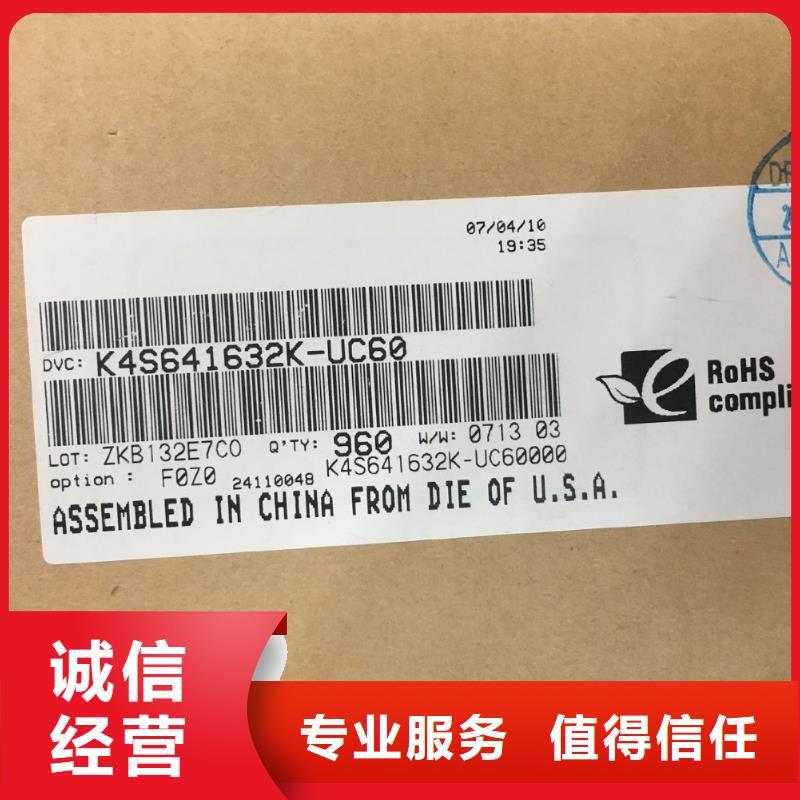 07/04/10
19:35
DVC: K4S641632K-UC60
LOT: ZKB132E7C0 Q'TY: 960 W/W: 0713 03
option : F0Z0 24110048 K4S641632K-UC60000
ASSEMBLED IN CHINA FROM DIE OF U.S.A.
RoHS
compli
诚信
经营
专业服务 值得信任